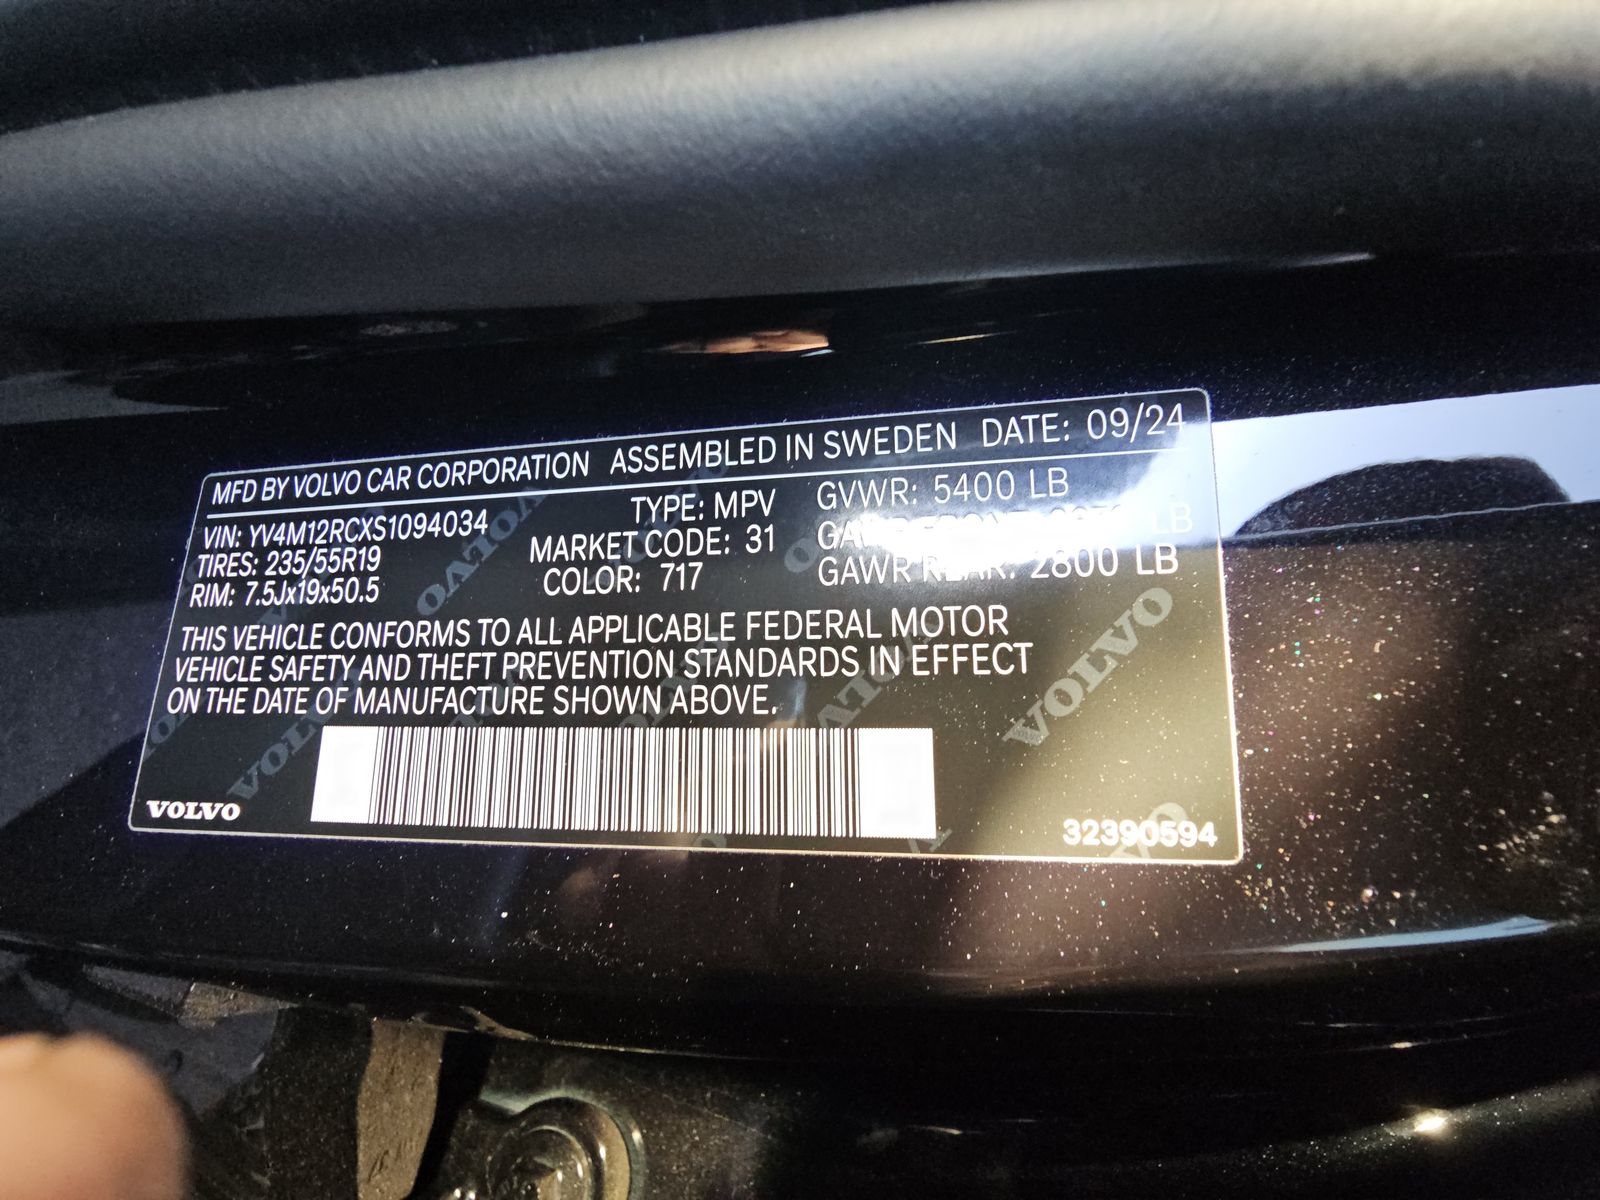 MFD BY VOLVO CAR CORPORATION ASSEMBLED IN SWEDEN DATE: 09/24
VIN: YV4M12RCXS1094034 TYPE: MPV GVWR: 5400 LB
TIRES: 235/55R19 MARKET CODE: 31 LB
RIM: 7.5Jx19x50.5 COLOR: 717 GAWR REAR: 2800 LB
THIS VEHICLE CONFORMS TO ALL APPLICABLE FEDERAL MOTOR
VEHICLE SAFETY AND THEFT PREVENTION STANDARDS IN EFFECT
ON THE DATE OF MANUFACTURE SHOWN ABOVE.
VOLVO 32390594